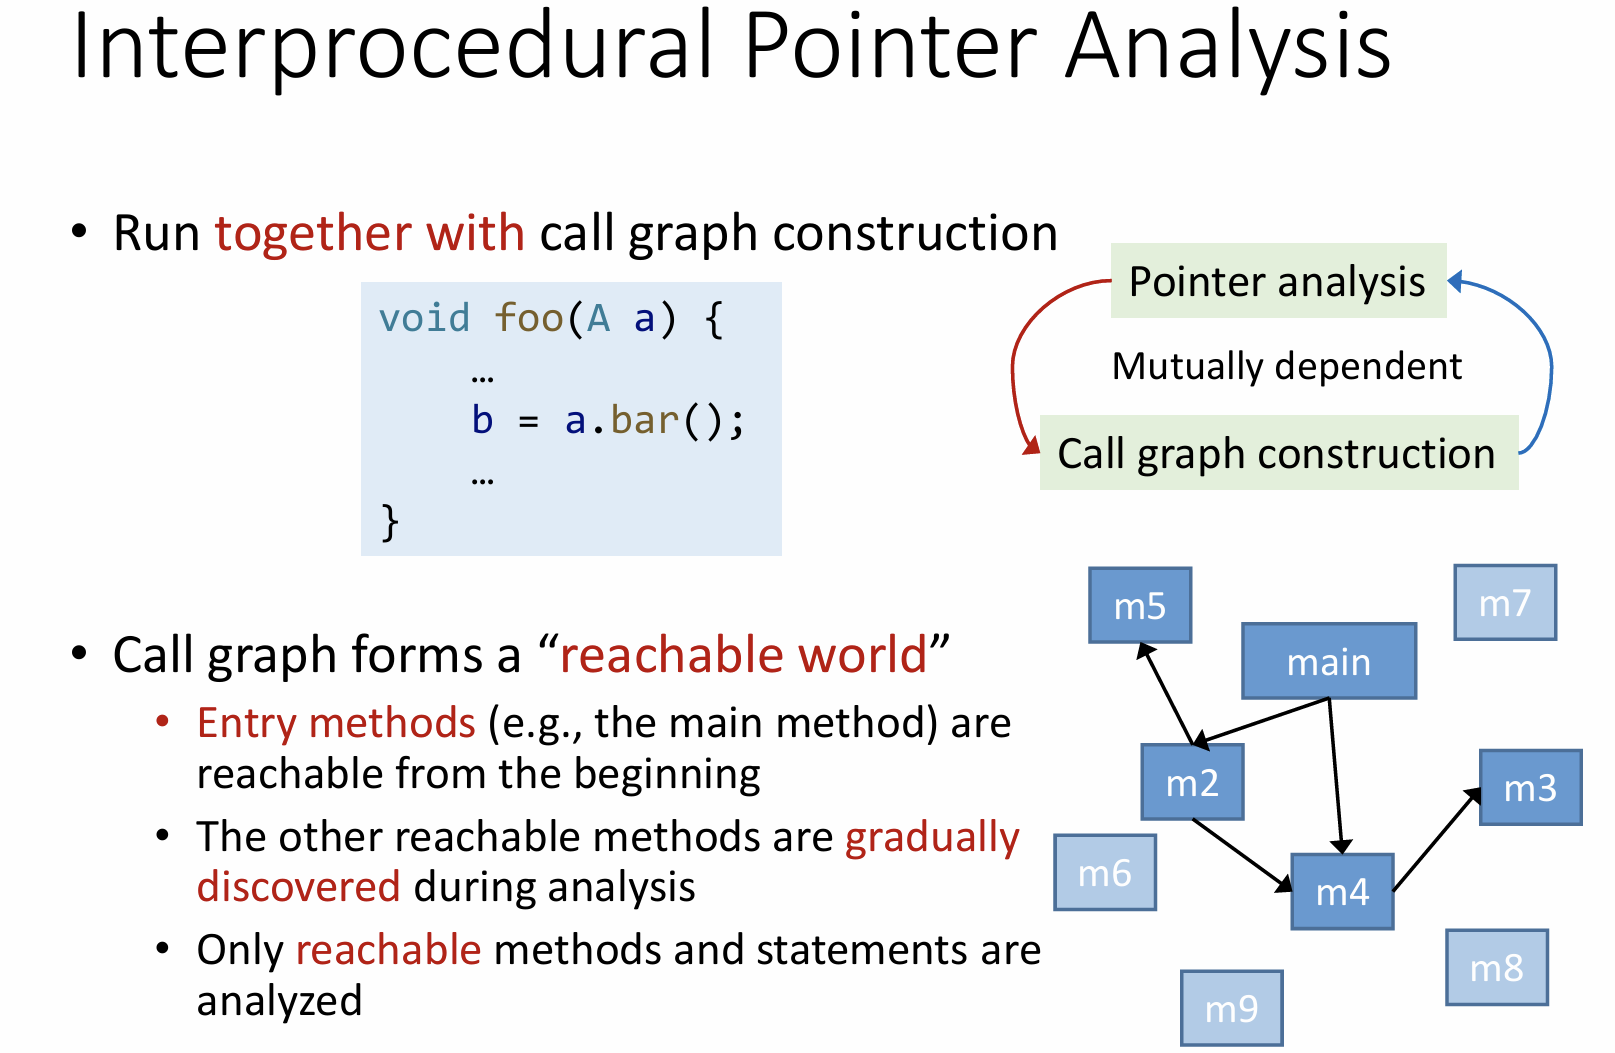 Interprocedural Pointer Analysis
• Run together with call graph construction
void foo(A a) {
…
b = a.bar();
…
}
Pointer analysis
Mutually dependent
Call graph construction
• Call graph forms a “reachable world”
• Entry methods (e.g., the main method) are
reachable from the beginning
• The other reachable methods are gradually
discovered during analysis
• Only reachable methods and statements are
analyzed
m5
m7
main
m2
m3
m6
m4
m8
m9